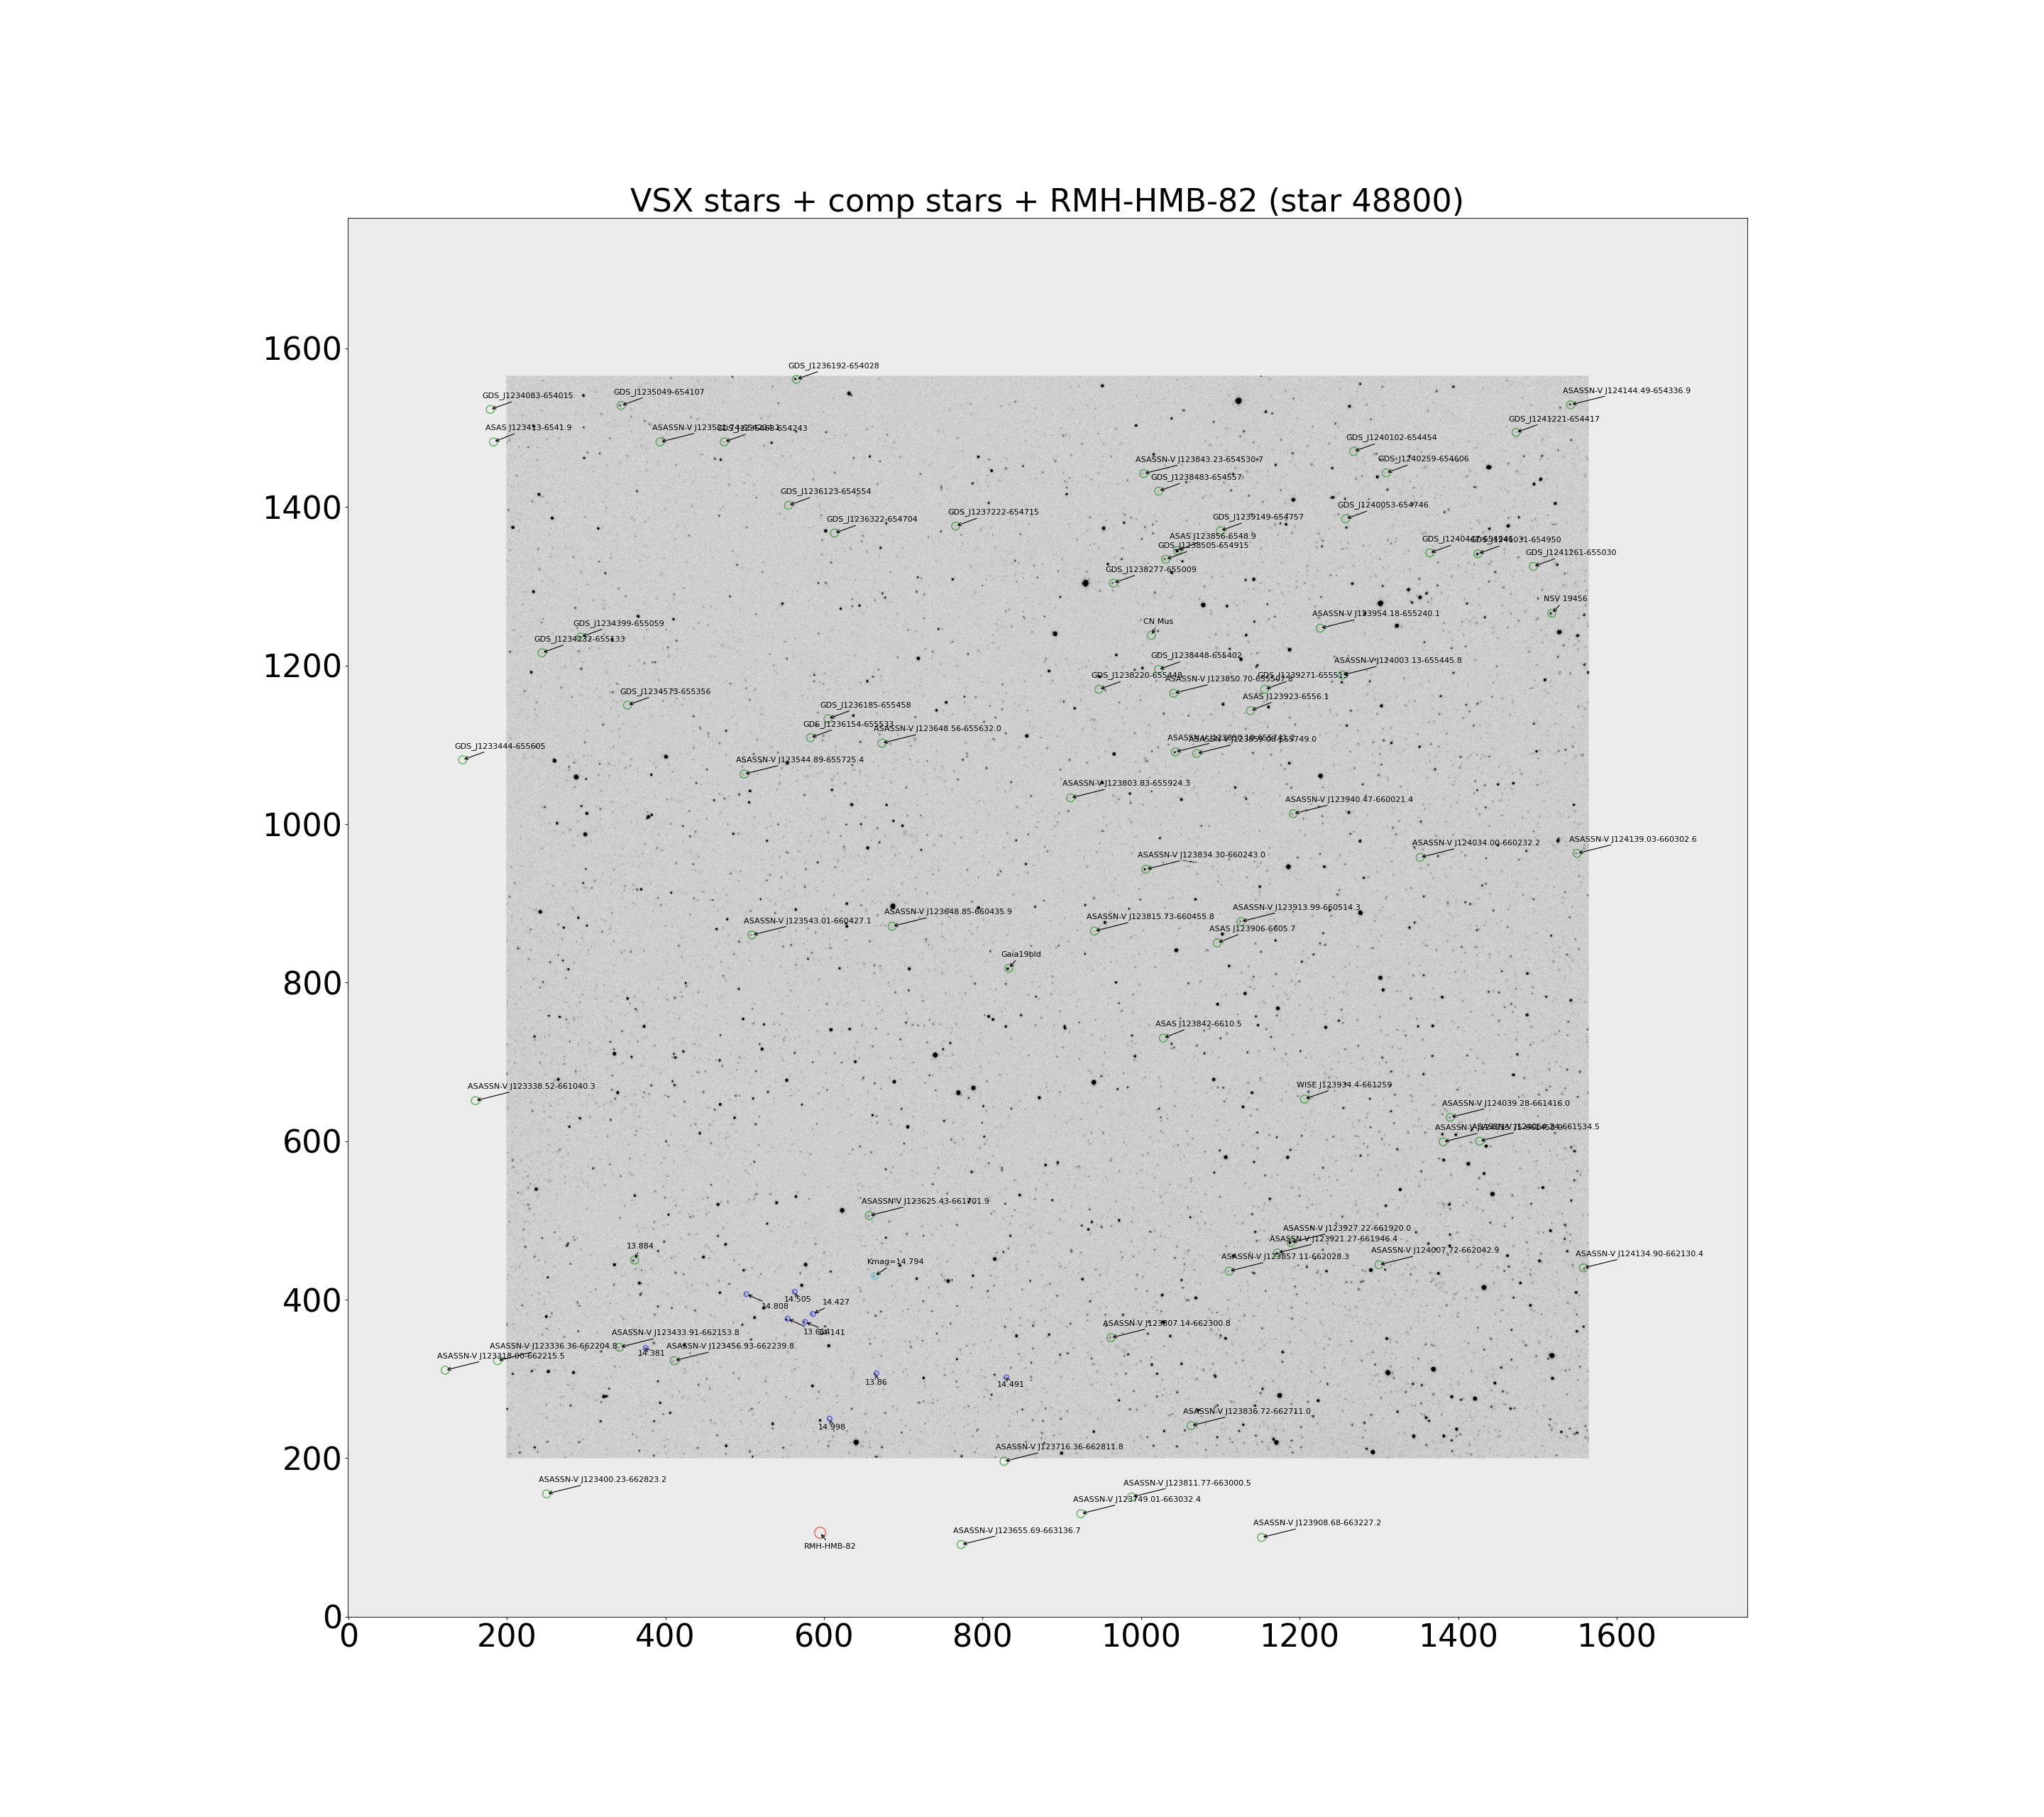 VSX stars + comp stars + RMH-HMB-82 (star 48800)
1600
1400
1200
1000
800
600
400
200
0
GDS_J1236192-654028
GDS_J1234083-654015
GDS_J1235049-654107
ASASSN-V J124144.49-654336.9
ASAS J123413-6541.9
GDS_J1241221-654417
GDS_J1240102-654454
ASASSN-V J123843.23-654530.7
GDS_J1240259-654606
GDS_J1238483-654557
GDS_J1236123-654554
GDS_J1240053-654746
GDS_J1237222-654715
GDS_J1236322-654704
GDS_J1239149-654757
ASAS J123856-6548.9
GDS_J1238505-654915
GDS_J1241261-655030
GDS_J1238277-655009
NSV 19456
ASASSN-V J123954.18-655240.1
CN Mus
GDS_J1234399-655059
GDS_J1234232-655133
GDS_J1238448-655402
ASASSN-V J124003.13-655445.8
GDS_J1234573-655356
ASAS J123923-6556.1
GDS_J1236185-655458
GDS_J1236154-655533
ASASSN-V J123648.56-655632.0
GDS_J1233444-655605
ASASSN-V J123544.89-655725.4
ASASSN-V J123803.83-655924.3
ASASSN-V J123940.47-660021.4
ASASSN-V J124034.00-660232.2
ASASSN-V J124139.03-660302.6
ASASSN-V J123834.30-660243.0
ASASSN-V J123648.85-660435.9
ASASSN-V J123543.01-660427.1
ASASSN-V J123815.73-660455.8
ASASSN-V J123913.99-660514.3
ASAS J123906-6605.7
Gaia19bld
ASAS J123842-6610.5
ASASSN-V J123338.52-661040.3
WISE J123934.4-661259
ASASSN-V J124039.28-661416.0
ASASSN-V J123625.43-661701.9
ASASSN-V J123927.22-661920.0
ASASSN-V J123921.27-661946.4
13.884
ASASSN-V J124007.72-662042.9
ASASSN-V J124134.90-662130.4
ASASSN-V J123857.11-662028.3
Kmag=14.794
14.505
14.427
14.808
ASASSN-V J123807.14-662300.8
ASASSN-V J123433.91-662153.8
ASASSN-V J123336.36-662204.8
14.381
ASASSN-V J123456.93-662239.8
ASASSN-V J123318.00-662215.5
13.86
14.491
ASASSN-V J123836.72-662711.0
14.998
ASASSN-V J123716.36-662811.8
ASASSN-V J123400.23-662823.2
ASASSN-V J123811.77-663000.5
ASASSN-V J123749.01-663032.4
ASASSN-V J123908.68-663227.2
ASASSN-V J123655.69-663136.7
RMH-HMB-82
0 200 400 600 800 1000 1200 1400 1600